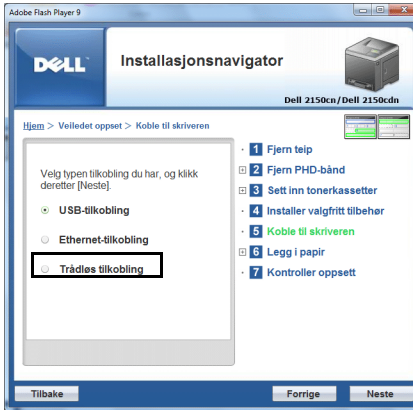 Adobe Flash Player 9
DELL
Installasjonsnavigator
Dell 2150cn/Dell 2150cdn
Hjem > Veiledet oppset > Koble til skriveren
Velg typen tilkobling du har, og klikk
deretter [Neste].
USB-tilkobling
Ethernet-tilkobling
Trådløs tilkobling
1 Fjern teip
2 Fjern PHD-bånd
3 Sett inn tonerkassetter
4 Installer valgfritt tilbehør
5 Koble til skriveren
6 Legg i papir
7 Kontroller oppsett
Tilbake
Forrige
Neste